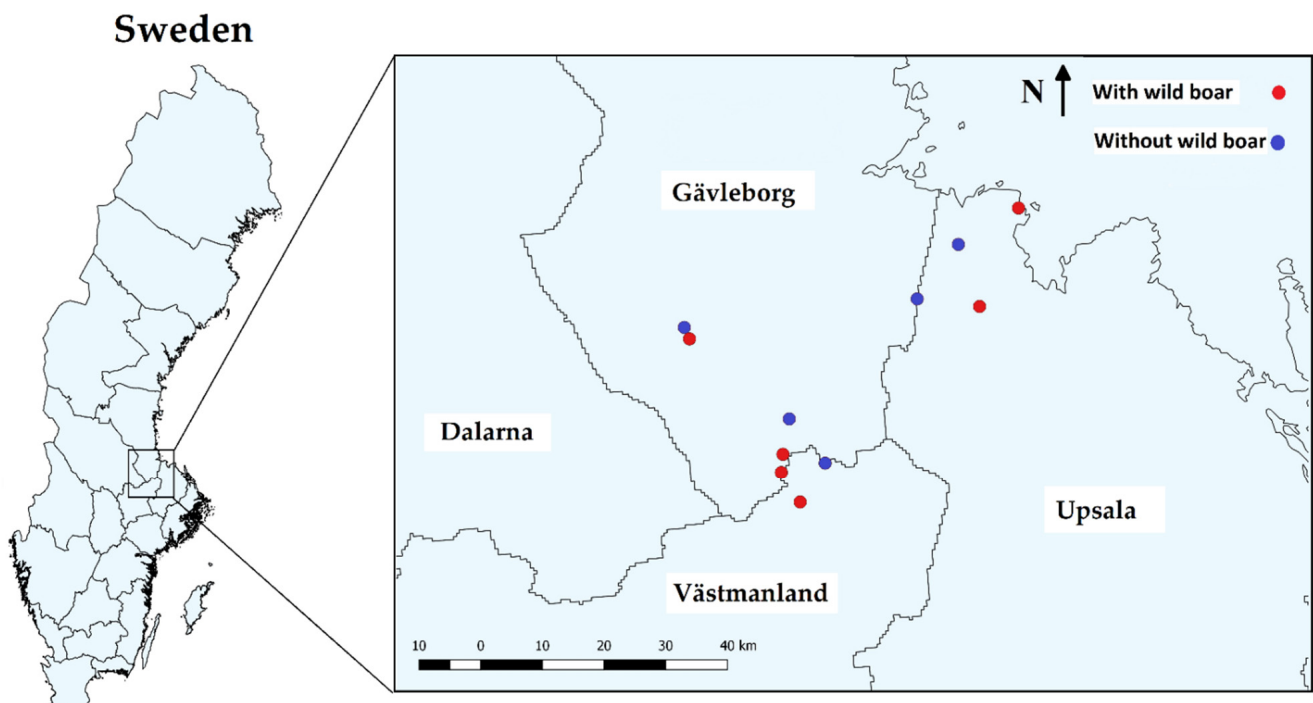 Sweden
N
With wild boar
Without wild boar
Gävleborg
Dalarna
Upsala
Västmanland
10 0 10 20 30 40 km